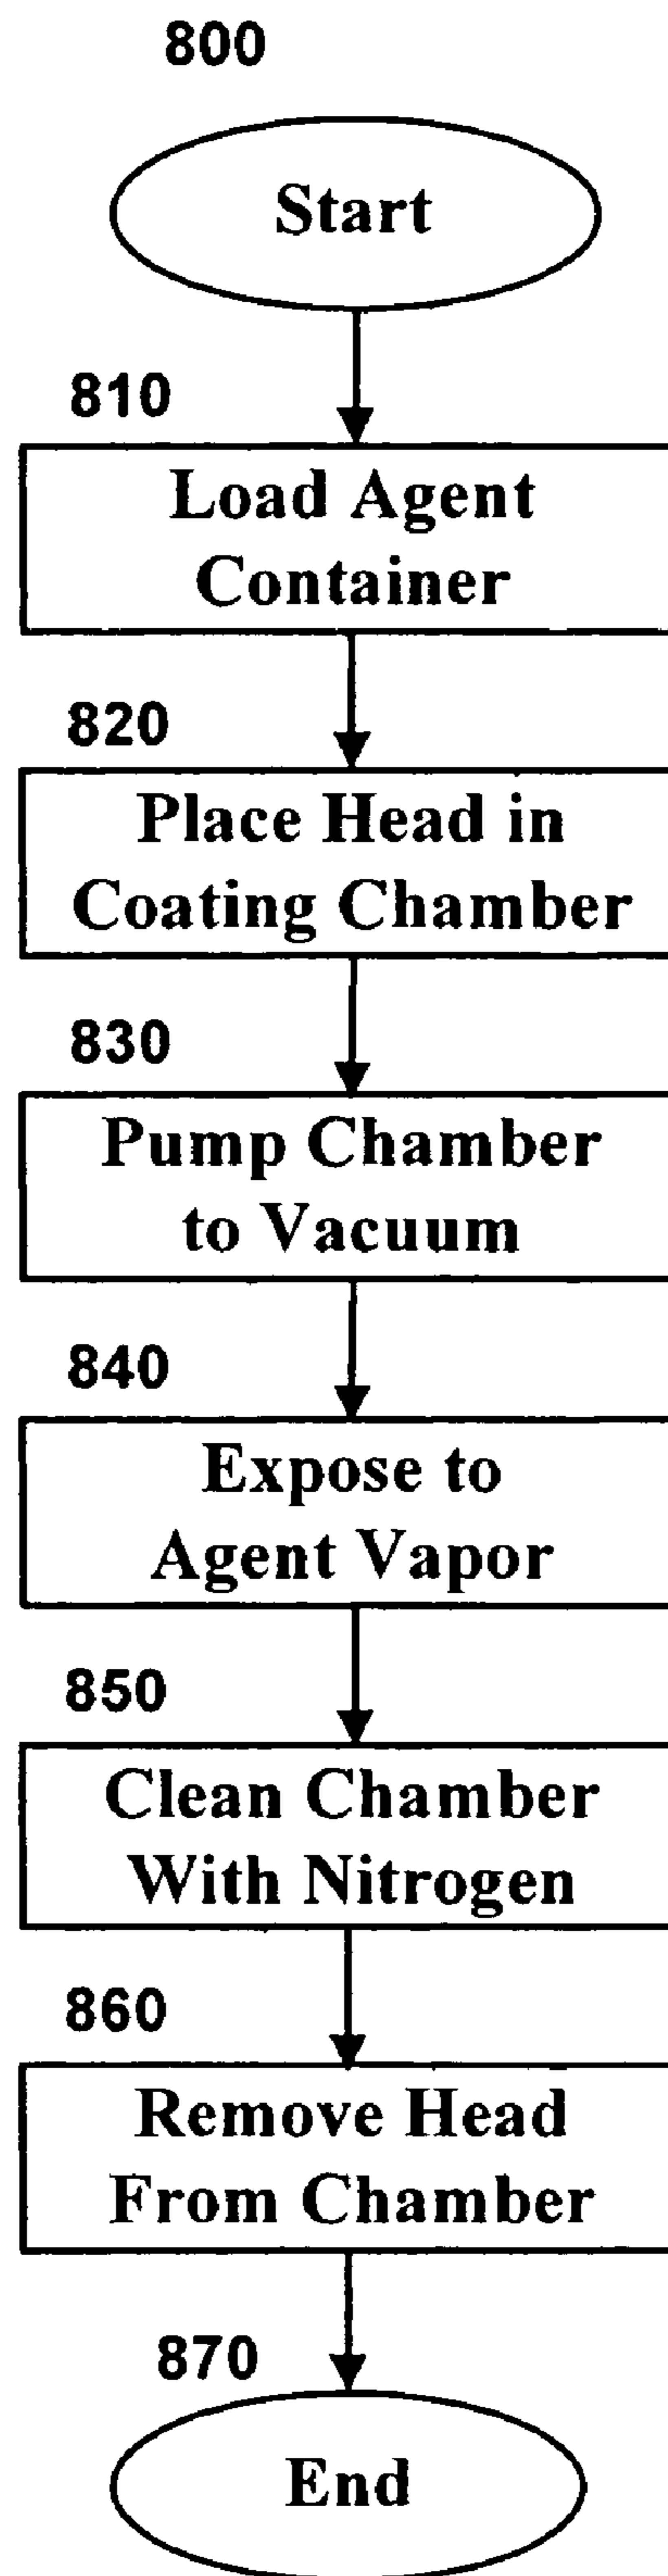 800
Start
810
Load Agent
Container
820
Place Head in
Coating Chamber
830
Pump Chamber
to Vacuum
840
Expose to
Agent Vapor
850
Clean Chamber
With Nitrogen
860
Remove Head
From Chamber
870
End